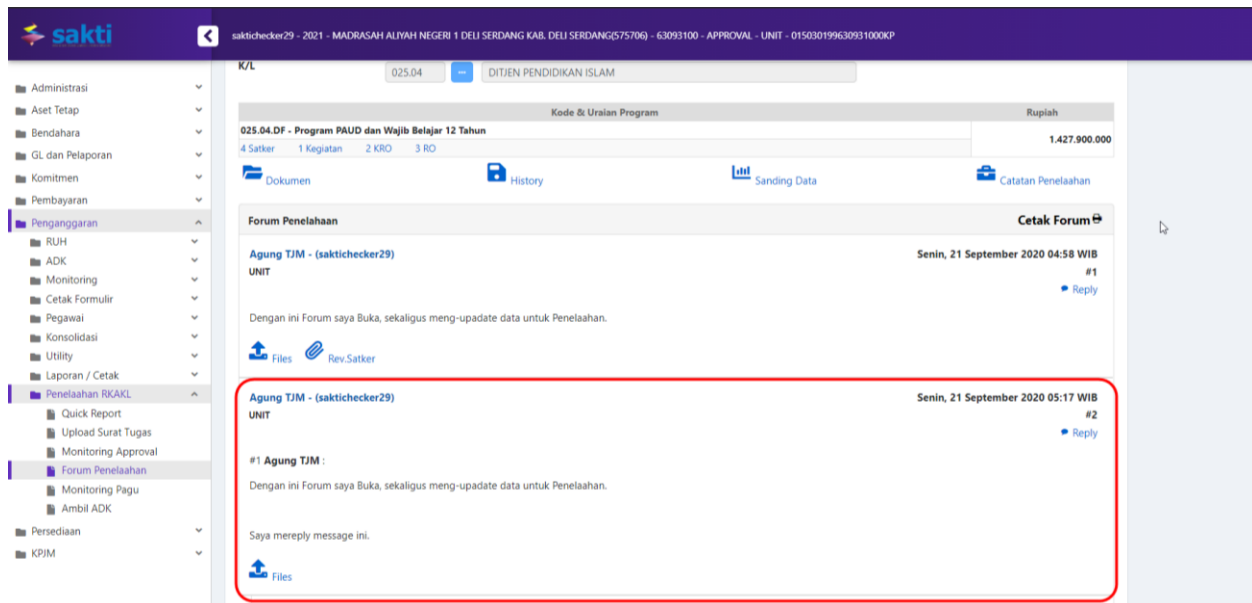 sakti
saktichecker29 - 2021 - MADRASAH ALIYAH NEGERI 1 DELI SERDANG KAB. DELI SERDANG(575706) - 63093100 - APPROVAL - UNIT - 015030199630931000KP
Administrasi
Aset Tetap
Bendahara
GL dan Pelaporan
Komitmen
Pembayaran
Penganggaran
RUH
ADK
Monitoring
Cetak Formulir
Pegawai
Konsolidasi
Utility
Laporan / Cetak
Penelaahan RKAKL
Quick Report
Upload Surat Tugas
Monitoring Approval
Forum Penelaahan
Monitoring Pagu
Ambil ADK
Persediaan
KPJM
K/L 025.04 DITJEN PENDIDIKAN ISLAM
Kode & Uraian Program Rupiah
025.04.DF - Program PAUD dan Wajib Belajar 12 Tahun
1.427.900.000
4 Satker 1 Kegiatan 2 KRO 3 RO
Dokumen History Sanding Data Catatan Penelaahan
Forum Penelahaan Cetak Forum
Agung TJM - (saktichecker29) Senin, 21 September 2020 04:58 WIB
UNIT #1
Reply
Dengan ini Forum saya Buka, sekaligus meng-upadate data untuk Penelaahan.
Files Rev.Satker
Agung TJM - (saktichecker29) Senin, 21 September 2020 05:17 WIB
UNIT #2
Reply
#1 Agung TJM :
Dengan ini Forum saya Buka, sekaligus meng-upadate data untuk Penelaahan.
Saya mereply message ini.
Files